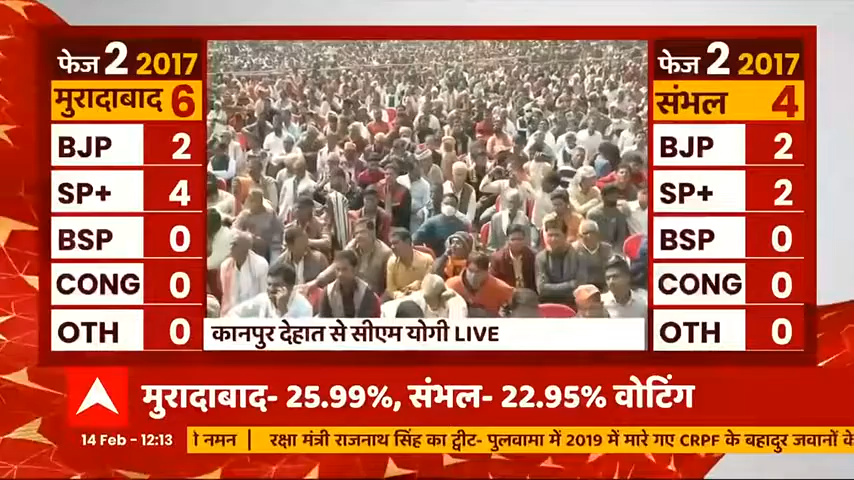 फेज 2 2017
मुरादाबाद 6
BJP 2
SP+ 4
BSP 0
CONG 0
OTH 0
फेज 2 2017
संभल 4
BJP 2
SP+ 2
BSP 0
CONG 0
OTH 0
कानपुर देहात से सीएम योगी LIVE
मुरादाबाद- 25.99%, संभल- 22.95% वोटिंग
14 Feb - 12:13
नमन | रक्षा मंत्री राजनाथ सिंह का ट्वीट- पुलवामा में 2019 में मारे गए CRPF के बहादुर जवानों के